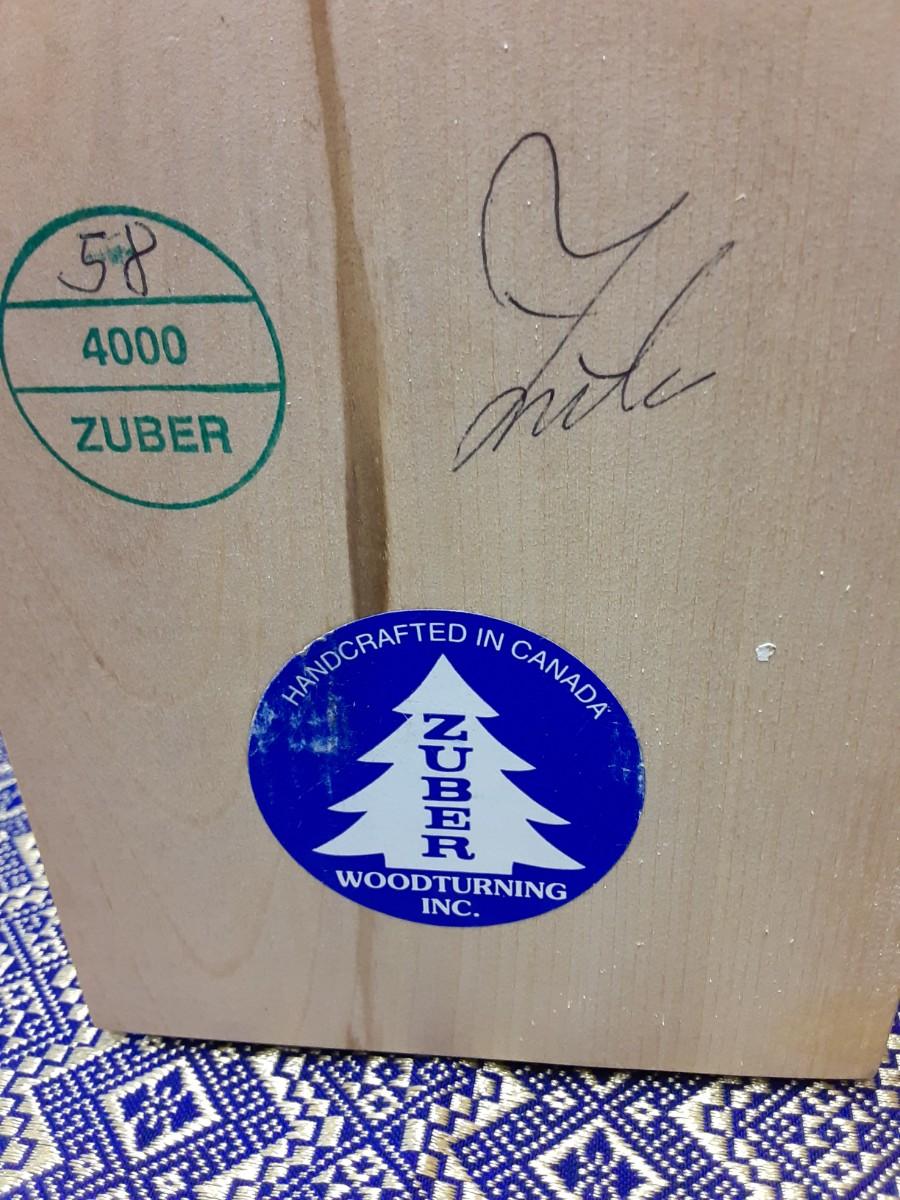 58
4000
ZUBER
HANDCRAFTED IN CANADA
ZUBER
WOODTURNING
INC.